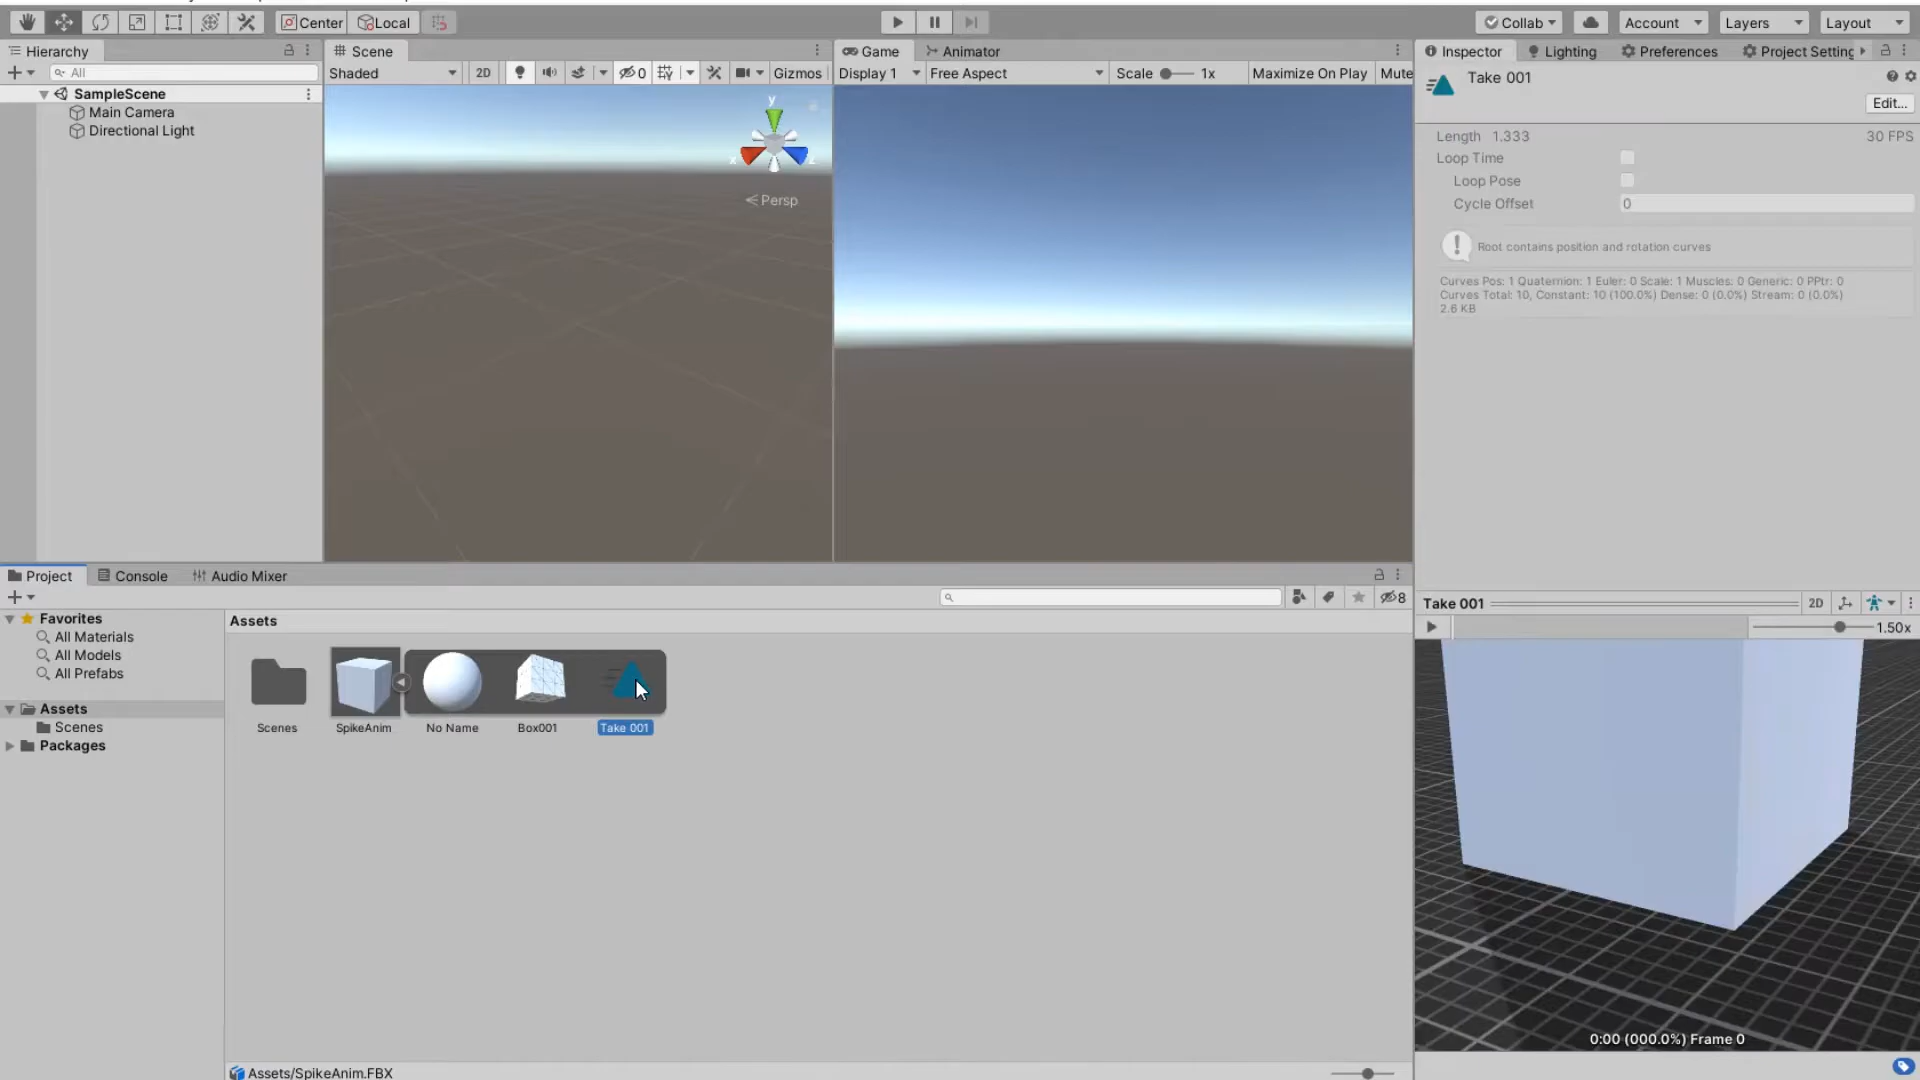 Center
Local
Collab
Account
Layers
Layout
Hierarchy
All
SampleScene
Main Camera
Directional Light
Scene
Shaded
2D
0
Gizmos
y
x
Persp
Game
Animator
Display 1
Free Aspect
Scale
1x
Maximize On Play
Mute
Inspector
Lighting
Preferences
Project Setting
Take 001
Edit...
Length 1.333
30 FPS
Loop Time
Loop Pose
Cycle Offset
0
Root contains position and rotation curves
Curves Pos: 1 Quaternion: 1 Euler: 0 Scale: 1 Muscles: 0 Generic: 0 PPtr: 0
Curves Total: 10, Constant: 10 (100.0%) Dense: 0 (0.0%) Stream: 0 (0.0%)
2.6 KB
Project
Console
Audio Mixer
8
Favorites
All Materials
All Models
All Prefabs
Assets
Scenes
Packages
Assets
Scenes
SpikeAnim
No Name
Box001
Take 001
Assets/SpikeAnim.FBX
Take 001
2D
1.50x
0:00 (000.0%) Frame 0